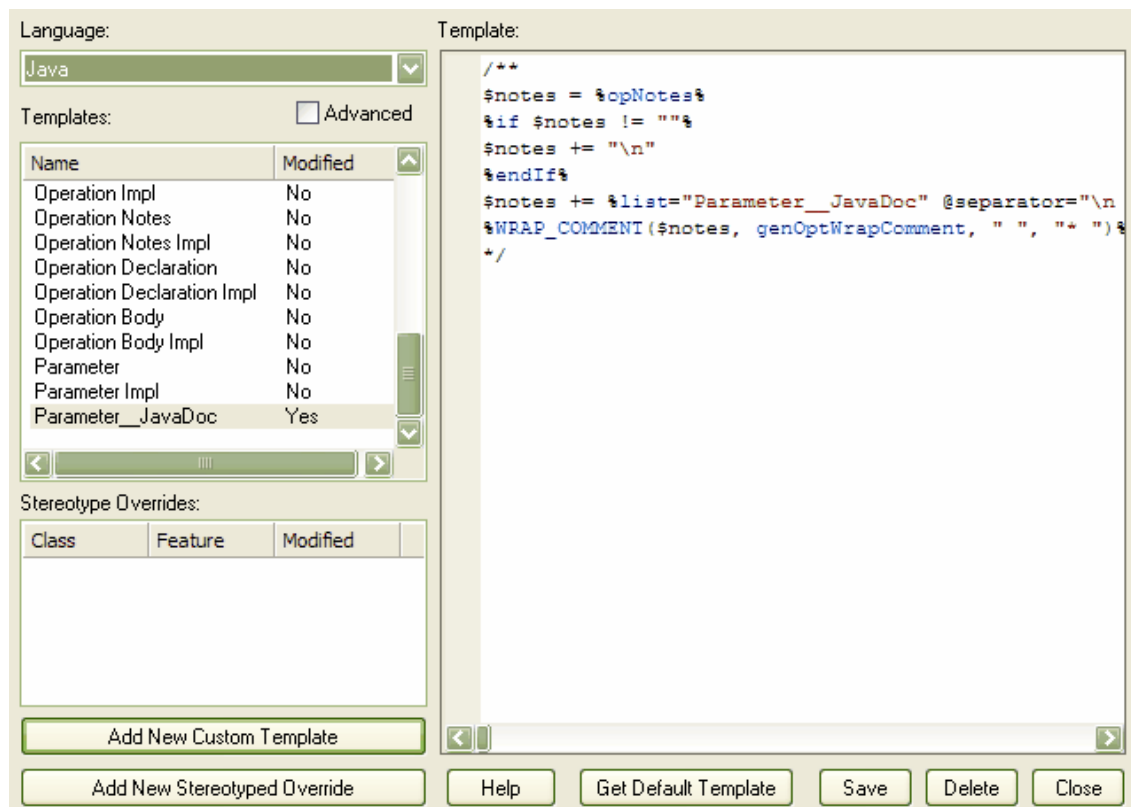 Language:
Java
Templates:
Advanced
Name Modified
Operation Impl No
Operation Notes No
Operation Notes Impl No
Operation Declaration No
Operation Declaration Impl No
Operation Body No
Operation Body Impl No
Parameter No
Parameter Impl No
Parameter__JavaDoc Yes
Stereotype Overrides:
Class Feature Modified
Add New Custom Template
Add New Stereotyped Override
Template:
/**
$notes = %opNotes%
%if $notes != ""%
$notes += "\n"
%endIf%
$notes += %list="Parameter__JavaDoc" @separator="\n
%WRAP_COMMENT($notes, genOptWrapComment, " ", "* ")%
*/
Help
Get Default Template
Save
Delete
Close